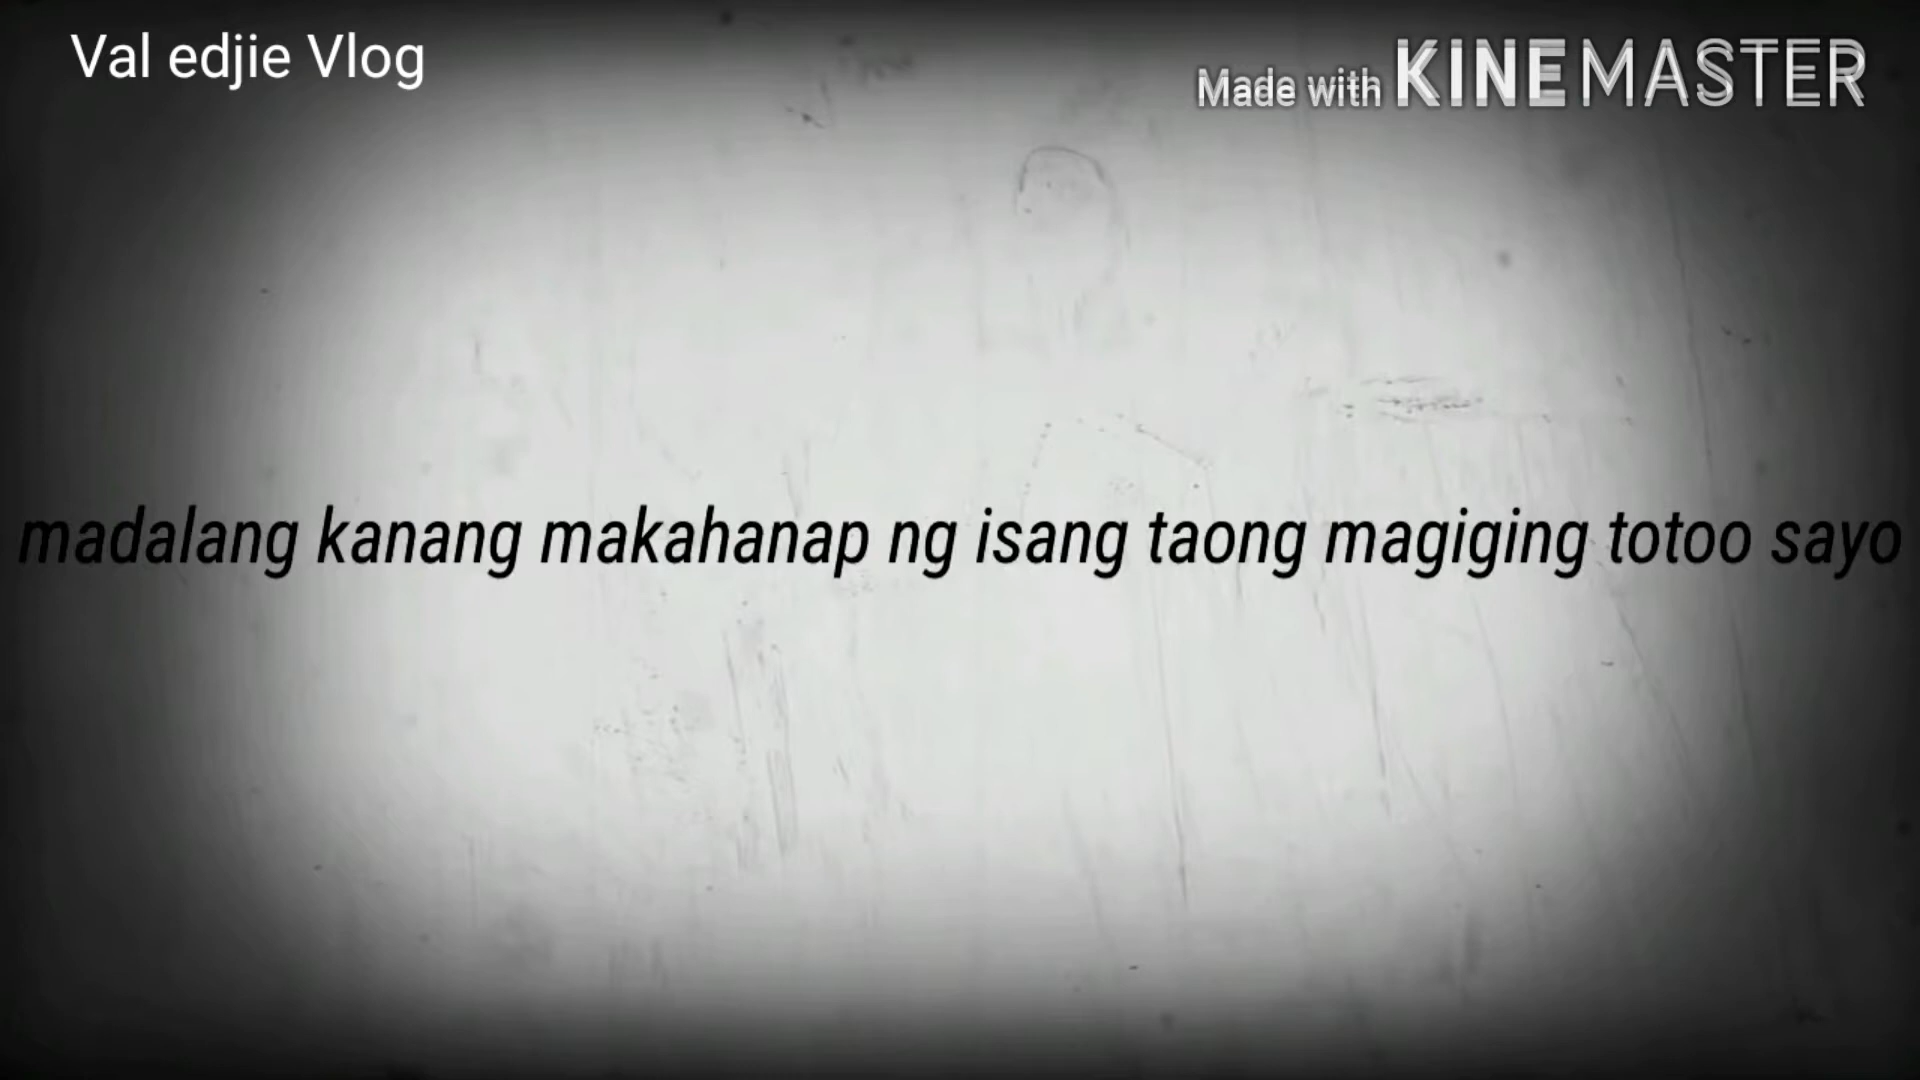 Val edjie Vlog
Made with KINEMASTER
madalang kanang makahanap ng isang taong magiging totoo sayo